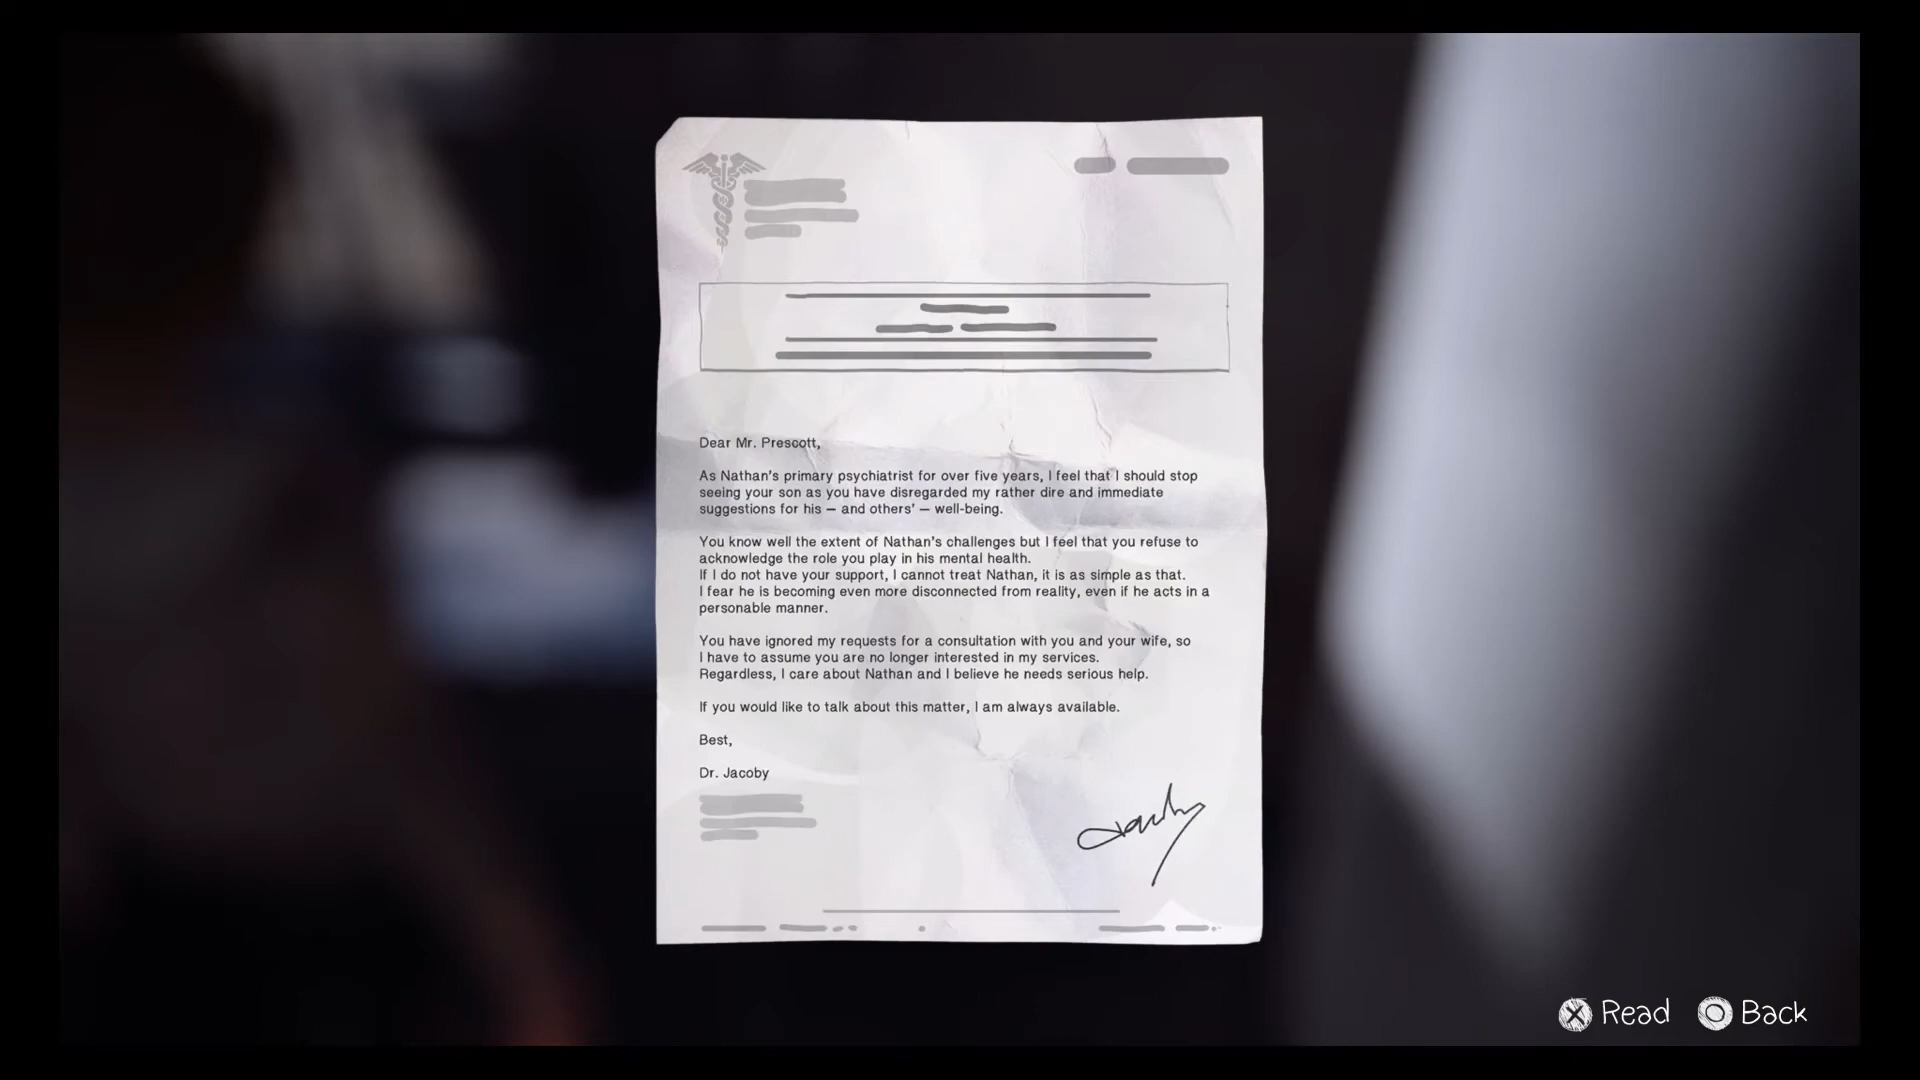 Dear Mr. Prescott,
As Nathan's primary psychiatrist for over five years, I feel that I should stop
seeing your son as you have disregarded my rather dire and immediate
suggestions for his – and others' – well-being.
You know well the extent of Nathan's challenges but I feel that you refuse to
acknowledge the role you play in his mental health.
If I do not have your support, I cannot treat Nathan, it is as simple as that.
I fear he is becoming even more disconnected from reality, even if he acts in a
personable manner.
You have ignored my requests for a consultation with you and your wife, so
I have to assume you are no longer interested in my services.
Regardless, I care about Nathan and I believe he needs serious help.
If you would like to talk about this matter, I am always available.
Best,
Dr. Jacoby
Read Back